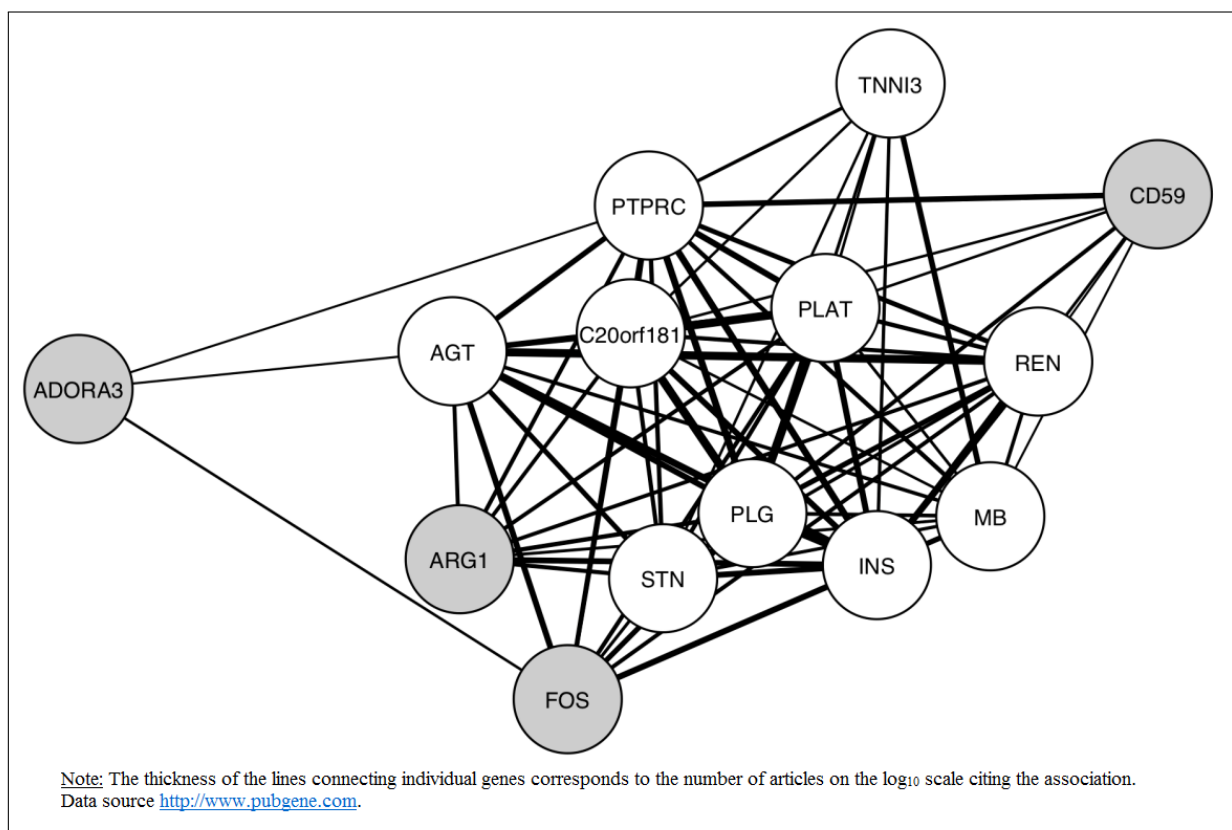 TNNI3
CD59
PTPRC
PLAT
C20orf181
AGT
REN
ADORA3
PLG
MB
ARG1
STN
INS
FOS
Note: The thickness of the lines connecting individual genes corresponds to the number of articles on the log10 scale citing the association.
Data source http://www.pubgene.com.